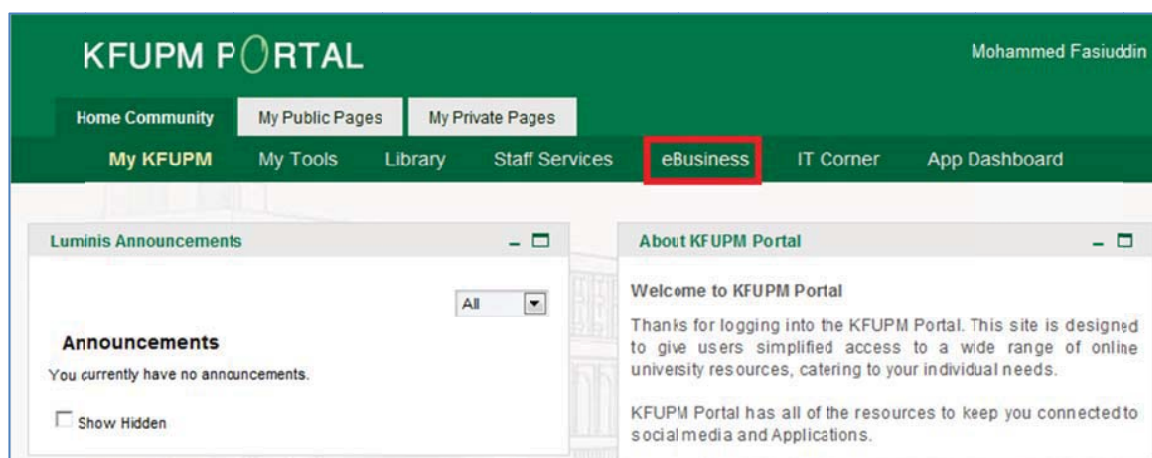 KFUPM PORTAL
Mohammed Fasiuddin
Home Community My Public Pages My Private Pages
My KFUPM My Tools Library Staff Services eBusiness IT Corner App Dashboard
Luminis Announcements
All
Announcements
You currently have no announcements.
Show Hidden
About KFUPM Portal
Welcome to KFUPM Portal
Thanks for logging into the KFUPM Portal. This site is designed
to give users simplified access to a wide range of online
university resources, catering to your individual needs.
KFUPM Portal has all of the resources to keep you connected to
social media and Applications.